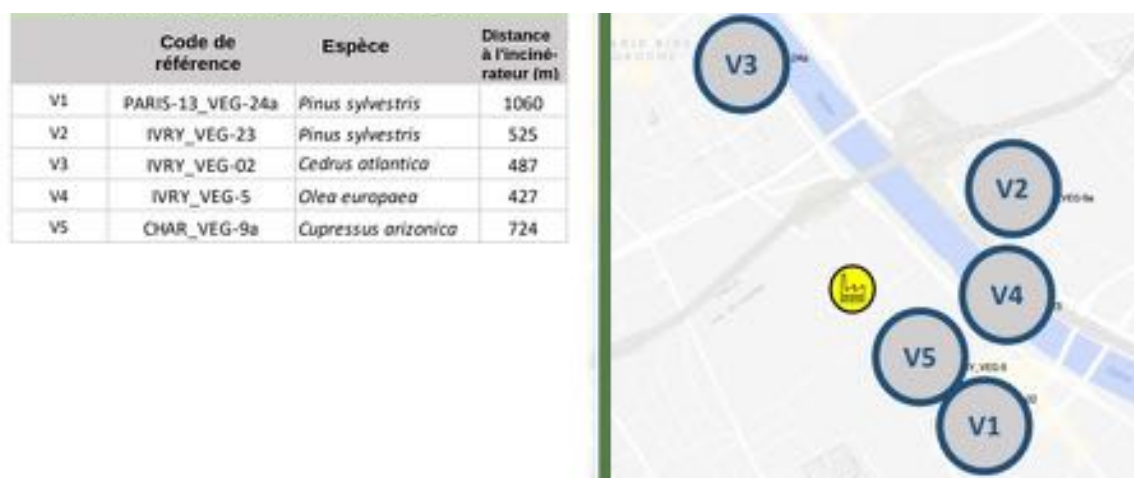 Code de référence Espèce Distance à l'inciné-rateur (m)
V1 PARIS-13_VEG-24a Pinus sylvestris 1060
V2 IVRY_VEG-23 Pinus sylvestris 525
V3 IVRY_VEG-02 Cedrus atlantica 487
V4 IVRY_VEG-5 Olea europaea 427
V5 CHAR_VEG-9a Cupressus arizonica 724
V3
V2
V4
V5
V1